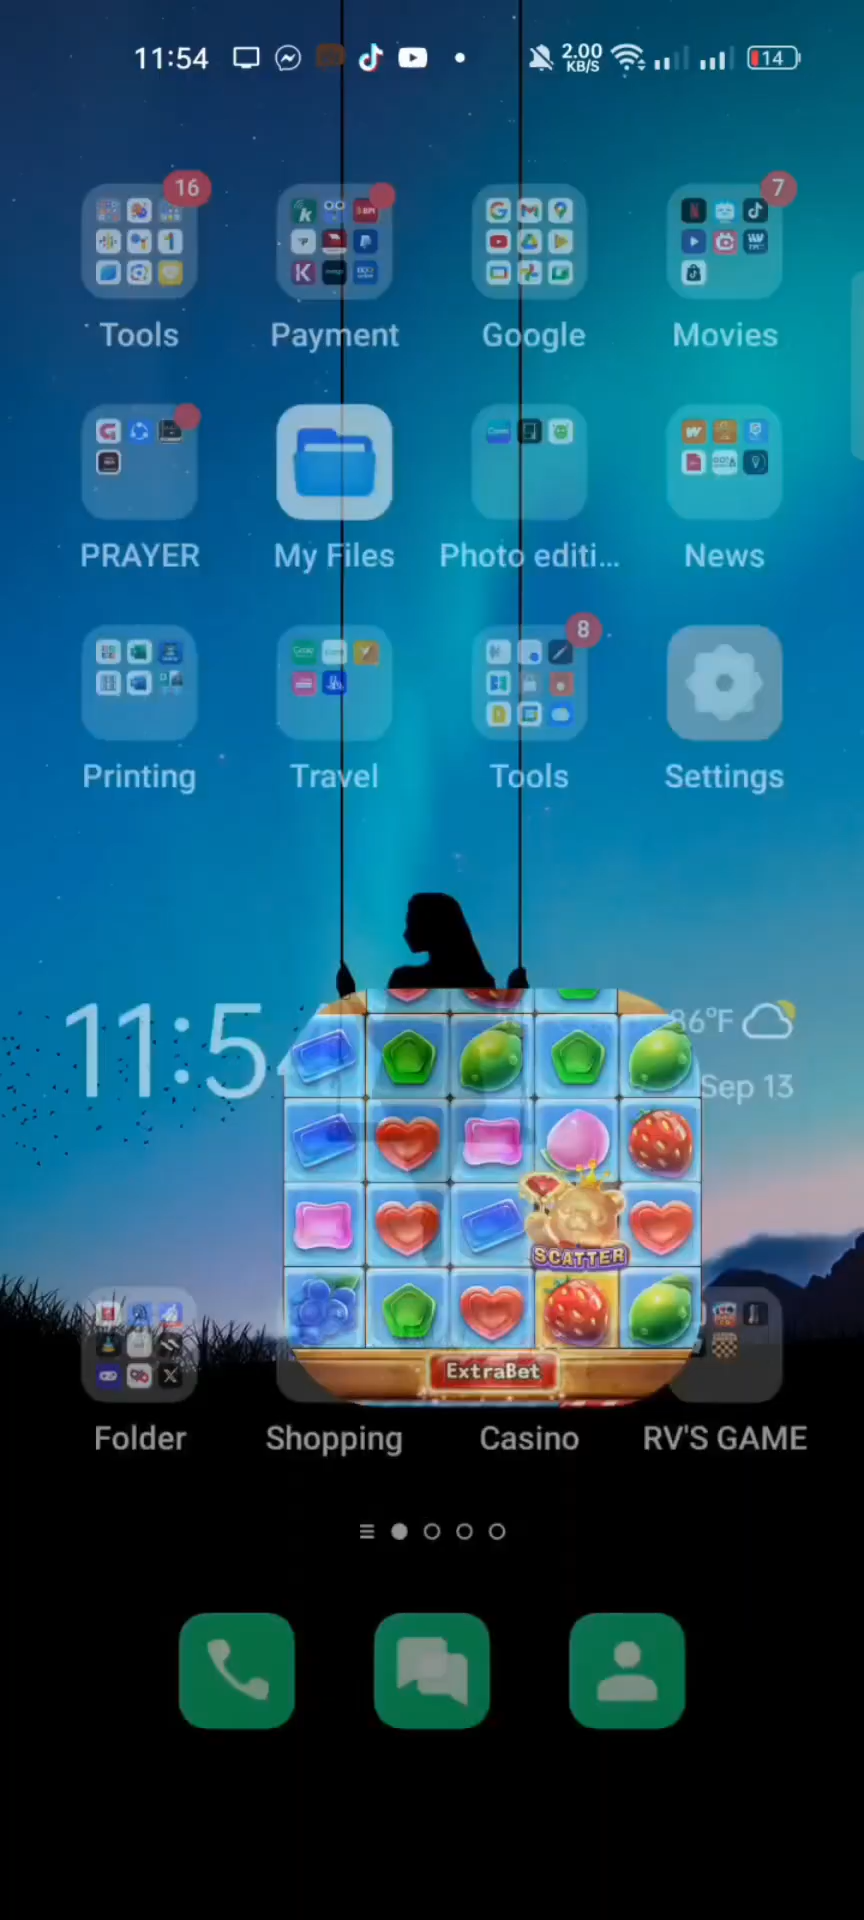 11:54
2.00
KB/S
14
16
7
Tools
Payment
Google
Movies
PRAYER
My Files
Photo editi...
News
8
Printing
Travel
Tools
Settings
11:54
86°F
Sep 13
SCATTER
ExtraBet
Folder
Shopping
Casino
RV'S GAME